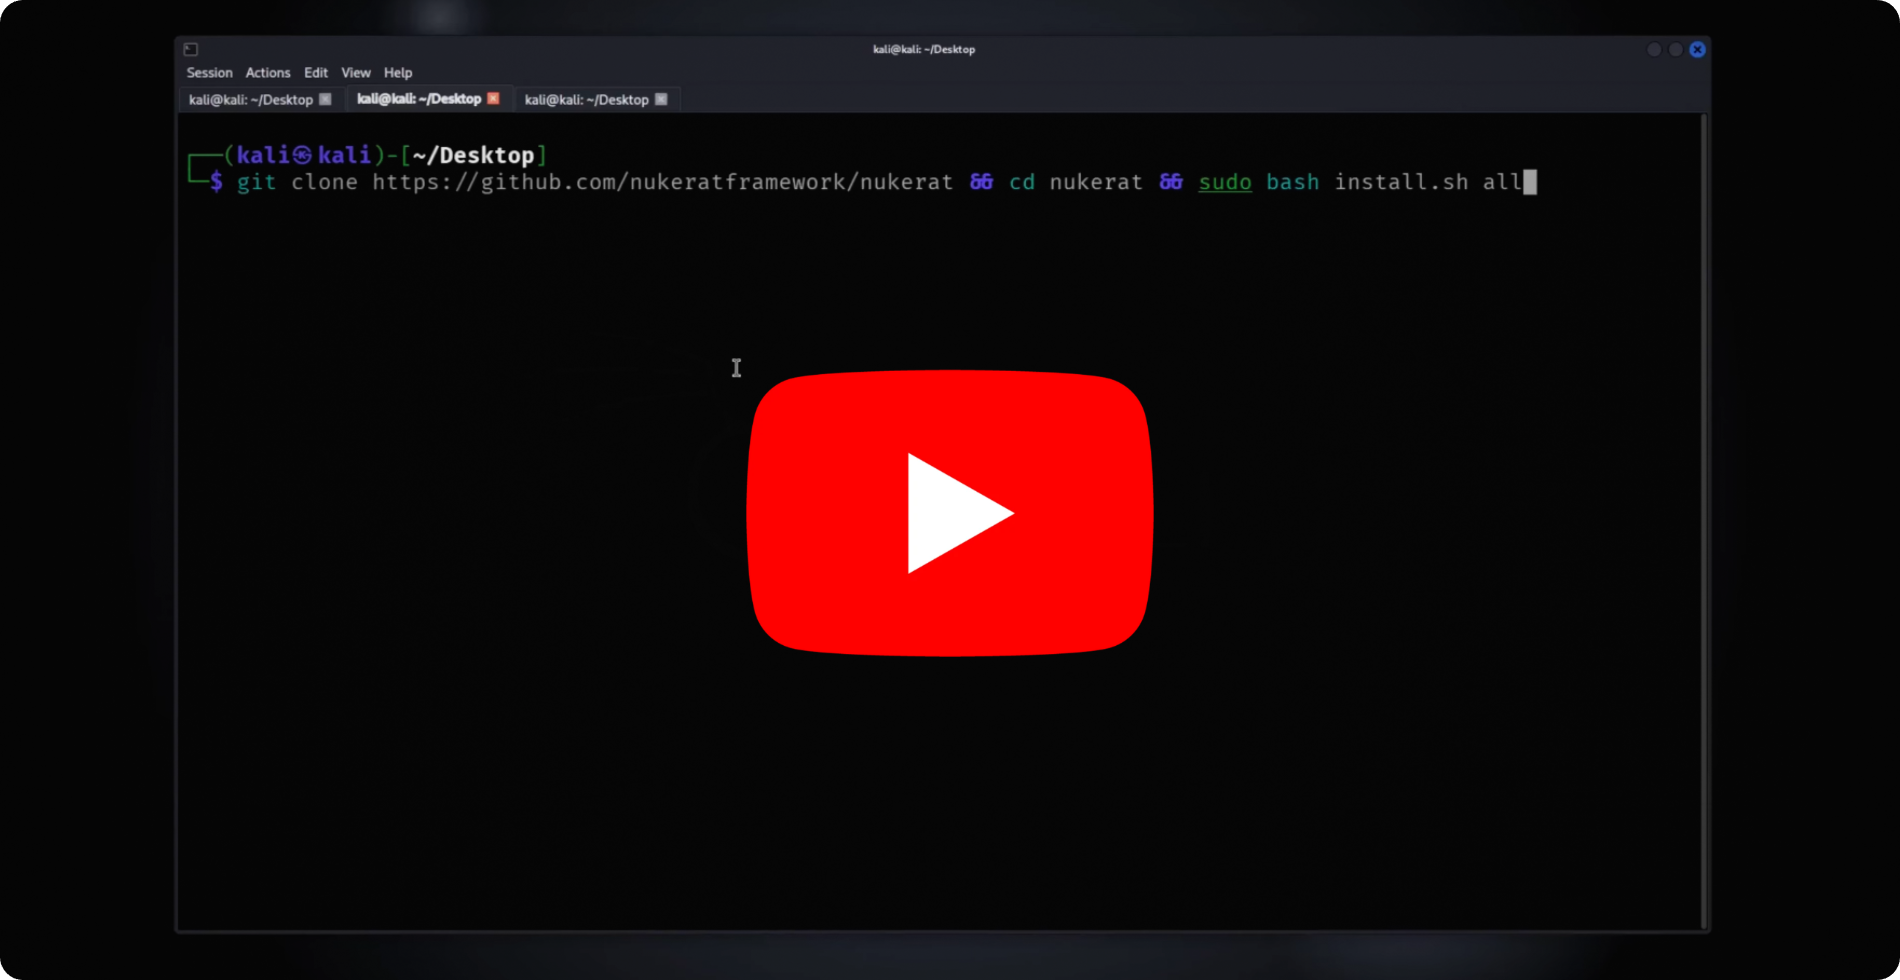 kali@kali: ~/Desktop
Session Actions Edit View Help
kali@kali: ~/Desktop kali@kali: ~/Desktop kali@kali: ~/Desktop
(kali㉿kali)-[~/Desktop]
$ git clone https://github.com/nukeratframework/nukerat && cd nukerat && sudo bash install.sh all